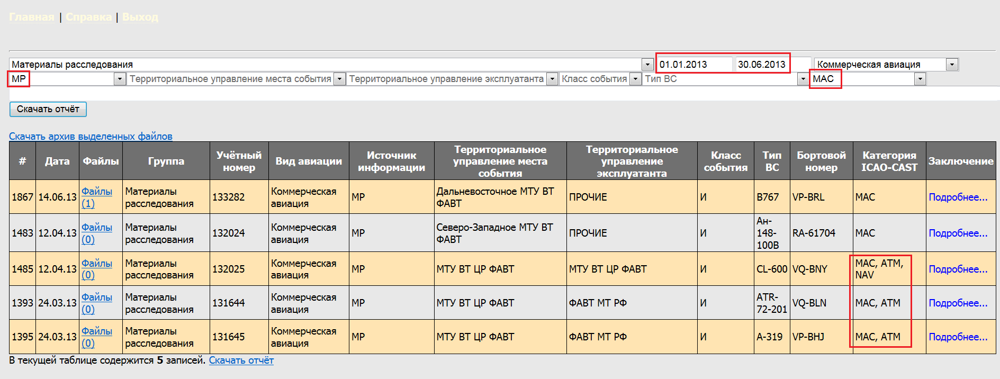 Главная | Справка | Выход
Материалы расследования 01.01.2013 30.06.2013 Коммерческая авиация
МР Территориальное управление места события Территориальное управление эксплуатанта Класс события Тип ВС МАС
Скачать отчёт
Скачать архив выделенных файлов
# Дата Файлы Группа Учётный номер Вид авиации Источник информации Территориальное управление места события Территориальное управление эксплуатанта Класс события Тип ВС Бортовой номер Категория ICAO-CAST Заключение
1867 14.06.13 Файлы (1) Материалы расследования 133282 Коммерческая авиация МР Дальневосточное МТУ ВТ ФАВТ ПРОЧИЕ И B767 VP-BRL MAC Подробнее...
1483 12.04.13 Файлы (0) Материалы расследования 132024 Коммерческая авиация МР Северо-Западное МТУ ВТ ФАВТ ПРОЧИЕ И Ан-148-100В RA-61704 MAC Подробнее...
1485 12.04.13 Файлы (0) Материалы расследования 132025 Коммерческая авиация МР МТУ ВТ ЦР ФАВТ МТУ ВТ ЦР ФАВТ И CL-600 VQ-BNY MAC, ATM, NAV Подробнее...
1393 24.03.13 Файлы (0) Материалы расследования 131644 Коммерческая авиация МР МТУ ВТ ЦР ФАВТ ФАВТ МТ РФ И ATR-72-201 VQ-BLN MAC, ATM Подробнее...
1395 24.03.13 Файлы (0) Материалы расследования 131645 Коммерческая авиация МР МТУ ВТ ЦР ФАВТ ФАВТ МТ РФ И A-319 VP-BHJ MAC, ATM Подробнее...
В текущей таблице содержится 5 записей. Скачать отчёт